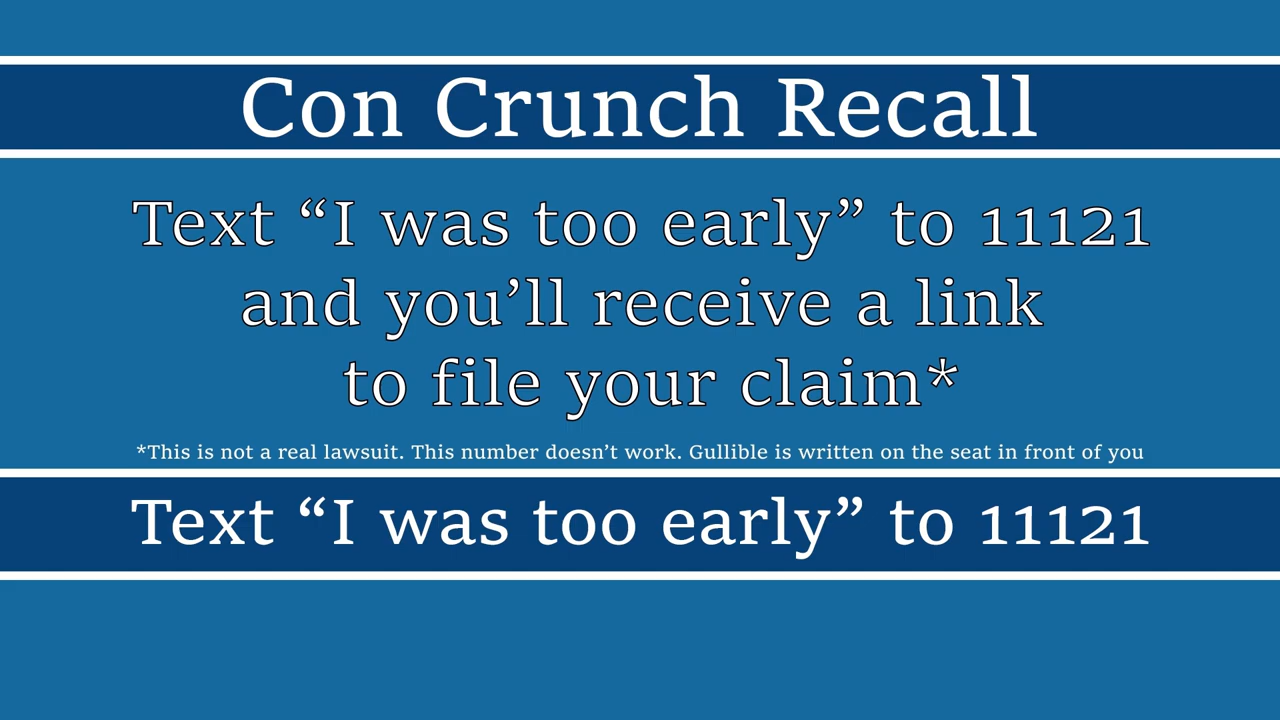 Con Crunch Recall
Text “I was too early” to 11121
and you’ll receive a link
to file your claim*
*This is not a real lawsuit. This number doesn’t work. Gullible is written on the seat in front of you
Text “I was too early” to 11121